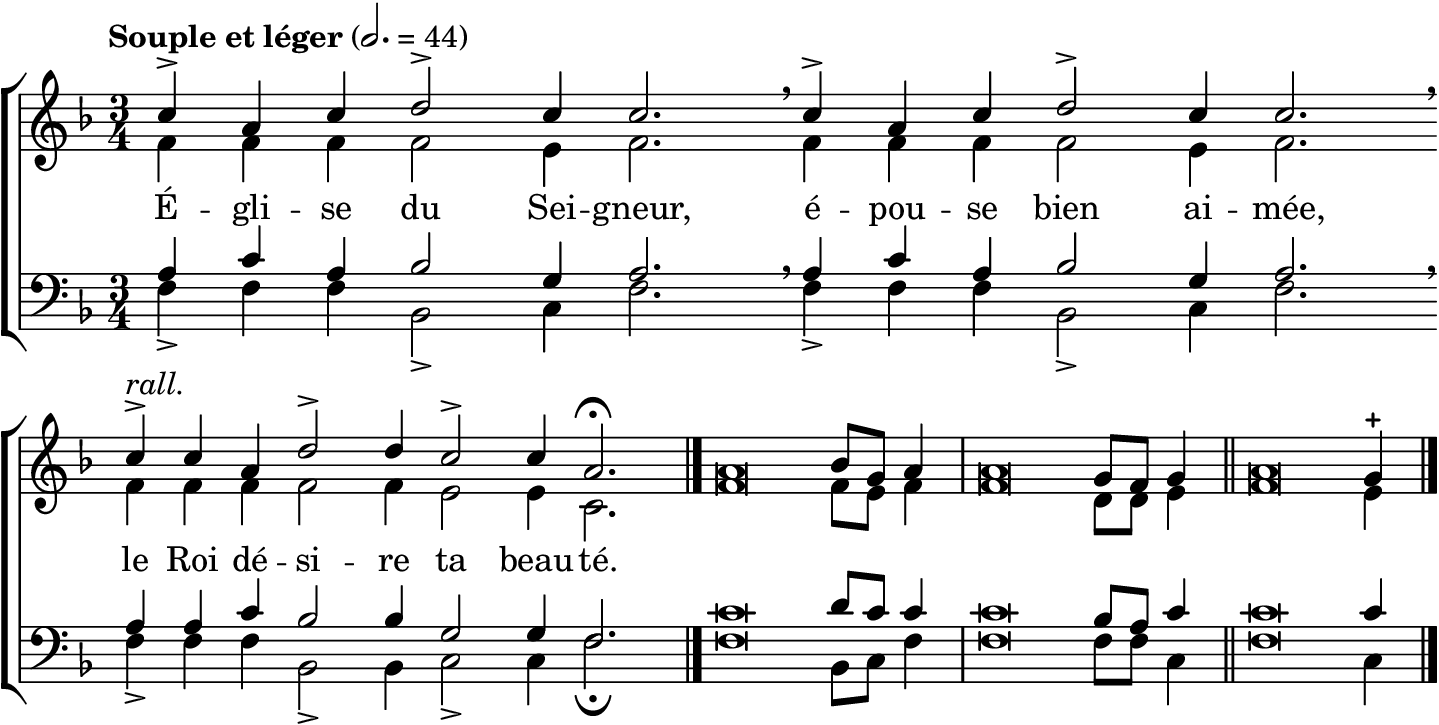 Souple et léger (𝅗𝅥. = 44)
É -- gli -- se du Sei -- gneur, é -- pou -- se bien ai -- mée,
rall.
le Roi dé -- si -- re ta beau -- té.